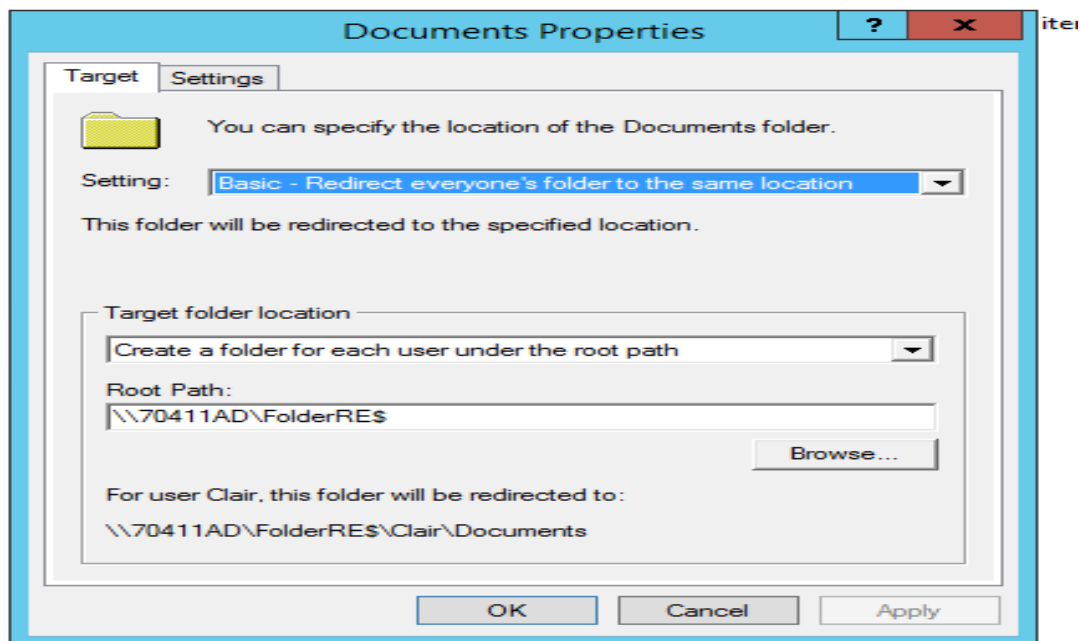 Documents Properties
?
x
Target
Settings
You can specify the location of the Documents folder.
Setting:
Basic - Redirect everyone's folder to the same location
This folder will be redirected to the specified location.
Target folder location
Create a folder for each user under the root path
Root Path:
\\70411AD\FolderRE$
Browse...
For user Clair, this folder will be redirected to:
\\70411AD\FolderRE$\Clair\Documents
OK
Cancel
Apply